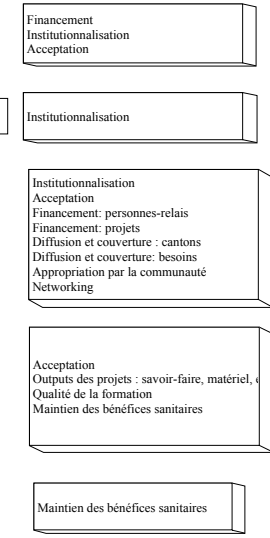 Financement
Institutionnalisation
Acceptation
Institutionnalisation
Institutionnalisation
Acceptation
Financement: personnes-relais
Financement: projets
Diffusion et couverture : cantons
Diffusion et couverture: besoins
Appropriation par la communauté
Networking
Acceptation
Outputs des projets : savoir-faire, matériel,
Qualité de la formation
Maintien des bénéfices sanitaires
Maintien des bénéfices sanitaires